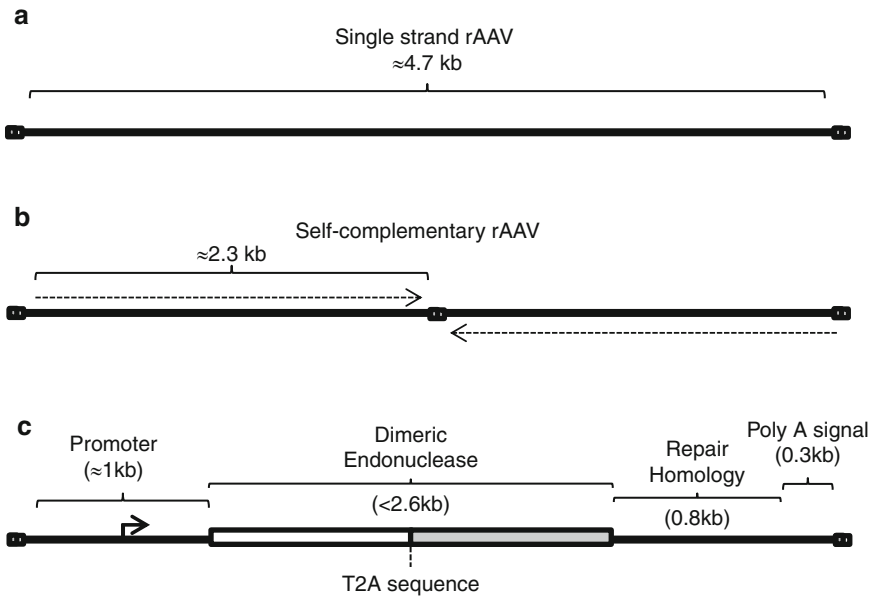 a
Single strand rAAV
≈4.7 kb
b
Self-complementary rAAV
≈2.3 kb
c
Promoter
(≈1kb)
Dimeric
Endonuclease
(<2.6kb)
Repair
Homology
(0.8kb)
Poly A signal
(0.3kb)
T2A sequence